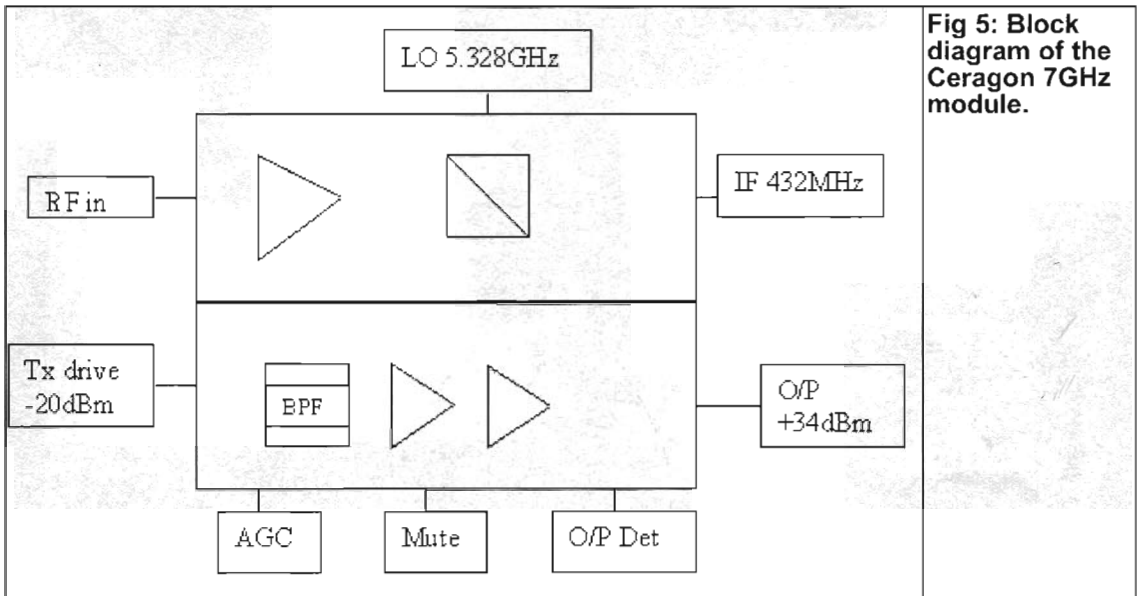 LO 5.328GHz
RF in
IF 432MHz
Tx drive
-20dBm
BPF
O/P
+34dBm
AGC
Mute
O/P Det
Fig 5: Block
diagram of the
Ceragon 7GHz
module.